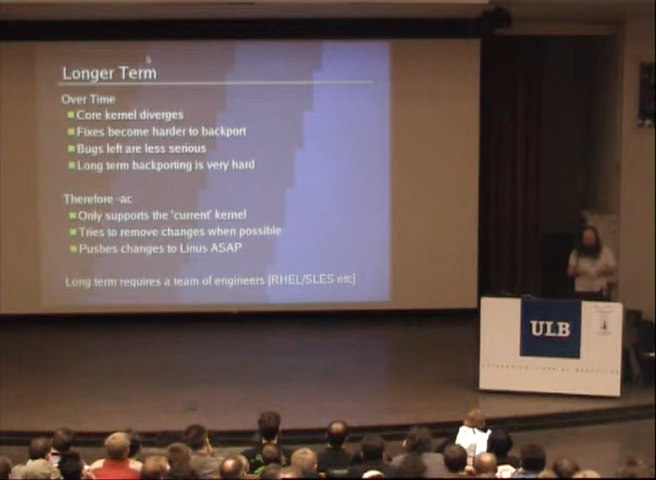 Longer Term
Over Time
Core kernel diverges
Fixes become harder to backport
Bugs left are less serious
Long term backporting is very hard
Therefore -ac
Only supports the 'current' kernel
Tries to remove changes when possible
Pushes changes to Linus ASAP
Long term requires a team of engineers [RHEL/SLES etc]
ULB